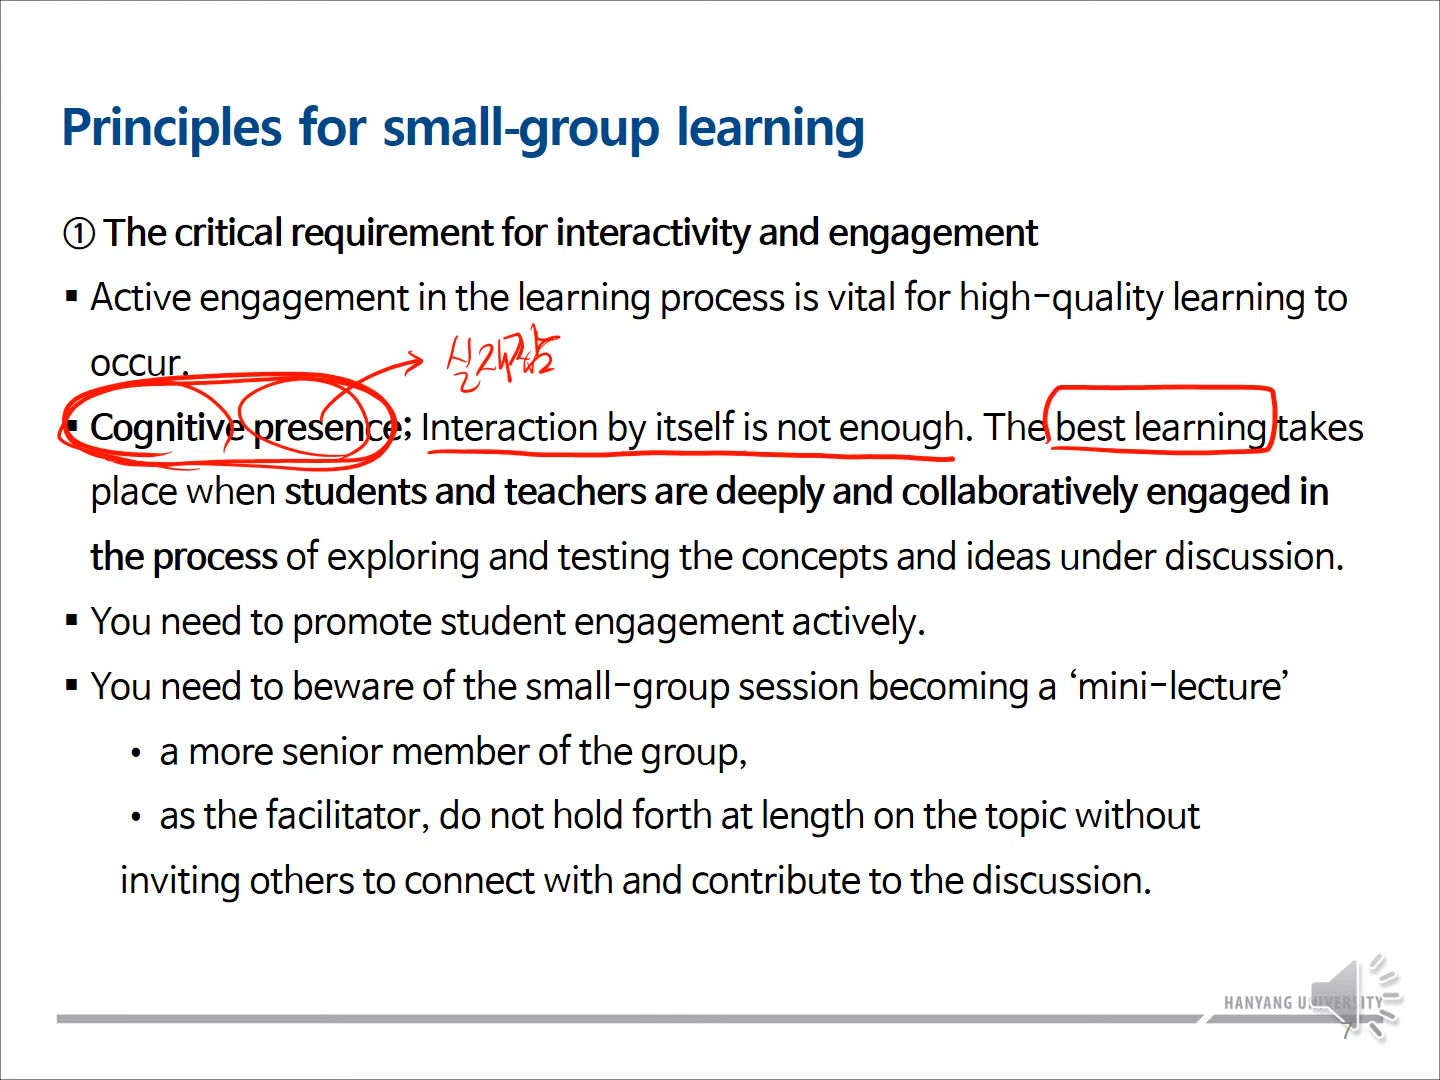 Principles for small-group learning
① The critical requirement for interactivity and engagement
▪ Active engagement in the learning process is vital for high-quality learning to
occur.
실재감
▪ Cognitive presence; Interaction by itself is not enough. The best learning takes
place when students and teachers are deeply and collaboratively engaged in
the process of exploring and testing the concepts and ideas under discussion.
▪ You need to promote student engagement actively.
▪ You need to beware of the small-group session becoming a ‘mini-lecture’
• a more senior member of the group,
• as the facilitator, do not hold forth at length on the topic without
inviting others to connect with and contribute to the discussion.
HANYANG UNIVERSITY
7